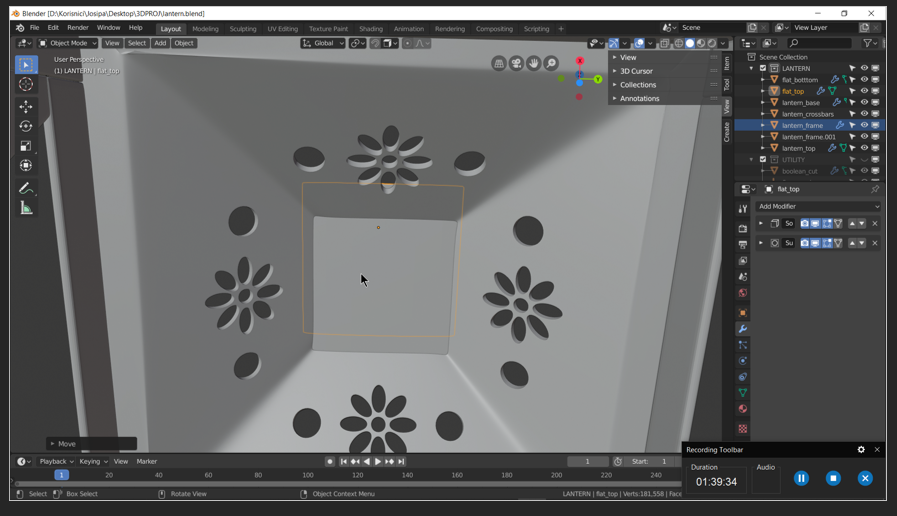 Blender [D:\Korisnici\Josipa\Desktop\3DPROJ\lantern.blend]
File Edit Render Window Help Layout Modeling Sculpting UV Editing Texture Paint Shading Animation Rendering Compositing Scripting Scene View Layer
Object Mode View Select Add Object Global
User Perspective
(1) LANTERN | flat_top
View
3D Cursor
Collections
Annotations
Item
Tool
View
Create
Scene Collection
LANTERN
flat_botttom
flat_top
lantern_base
lantern_crossbars
lantern_frame
lantern_frame.001
lantern_top
UTILITY
boolean_cut
flat_top
Add Modifier
So
Su
Move
Recording Toolbar
Duration
01:39:34
Audio
Playback Keying View Marker 1 Start: 1
1 20 40 60 80 100 120 140 160 180 200 220 240
Select Box Select Rotate View Object Context Menu LANTERN | flat_top | Verts:181,558 | Face